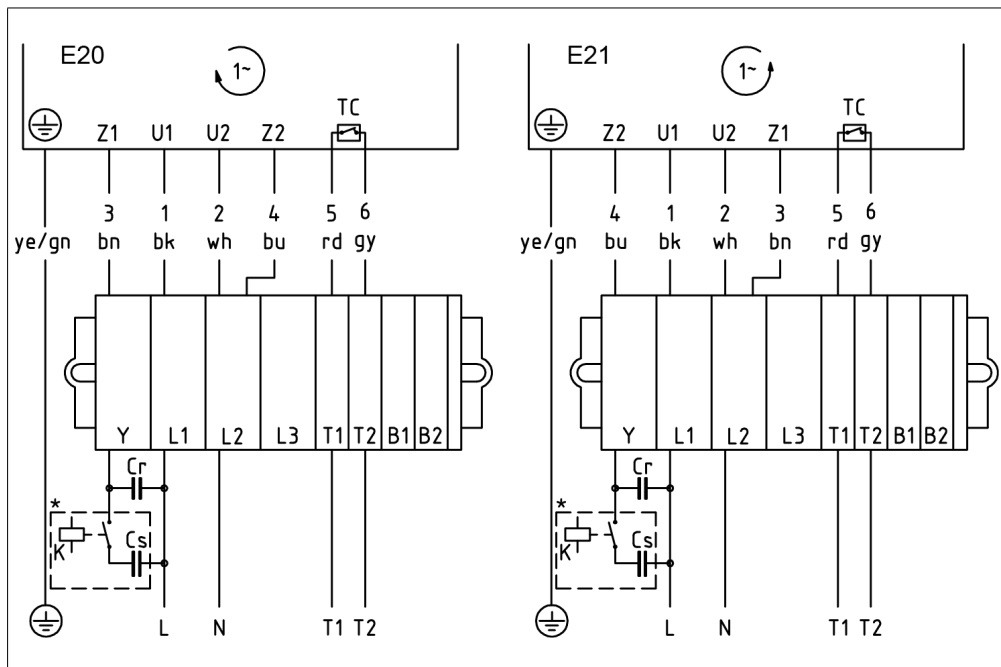 E20
1~
TC
Z1 U1 U2 Z2
3 1 2 4 5 6
ye/gn bn bk wh bu rd gy
Y L1 L2 L3 T1 T2 B1 B2
Cr
*
K Cs
L N T1 T2
E21
1~
TC
Z2 U1 U2 Z1
4 1 2 3 5 6
ye/gn bu bk wh bn rd gy
Y L1 L2 L3 T1 T2 B1 B2
Cr
*
K Cs
L N T1 T2